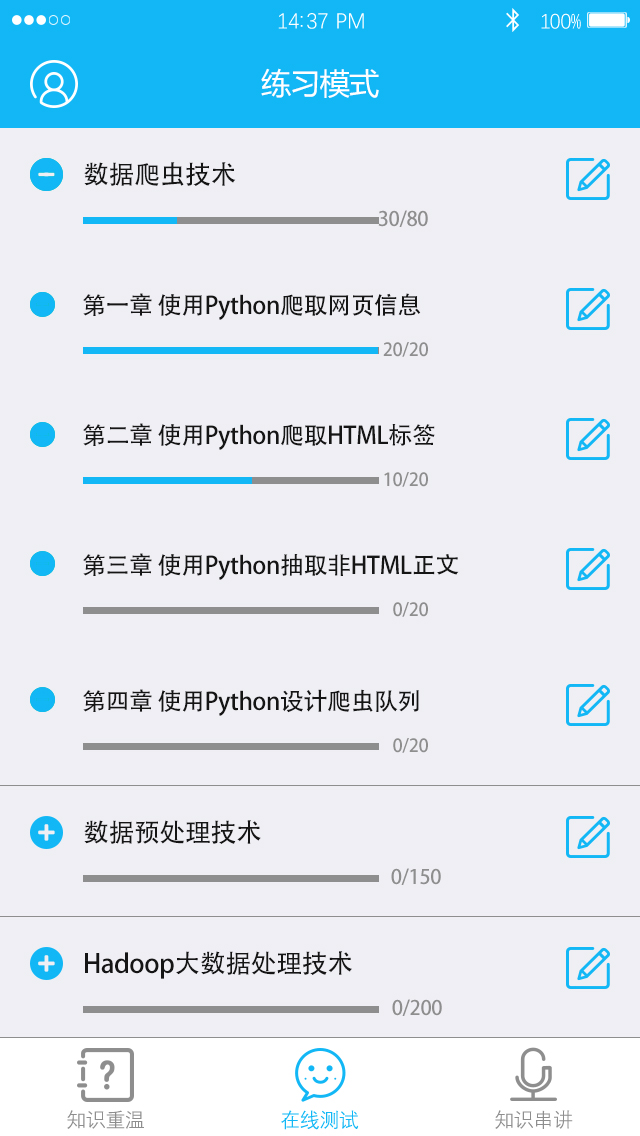 14:37 PM
100%
练习模式
数据爬虫技术
30/80
第一章 使用Python爬取网页信息
20/20
第二章 使用Python爬取HTML标签
10/20
第三章 使用Python抽取非HTML正文
0/20
第四章 使用Python设计爬虫队列
0/20
数据预处理技术
0/150
Hadoop大数据处理技术
0/200
?
知识重温
在线测试
知识串讲